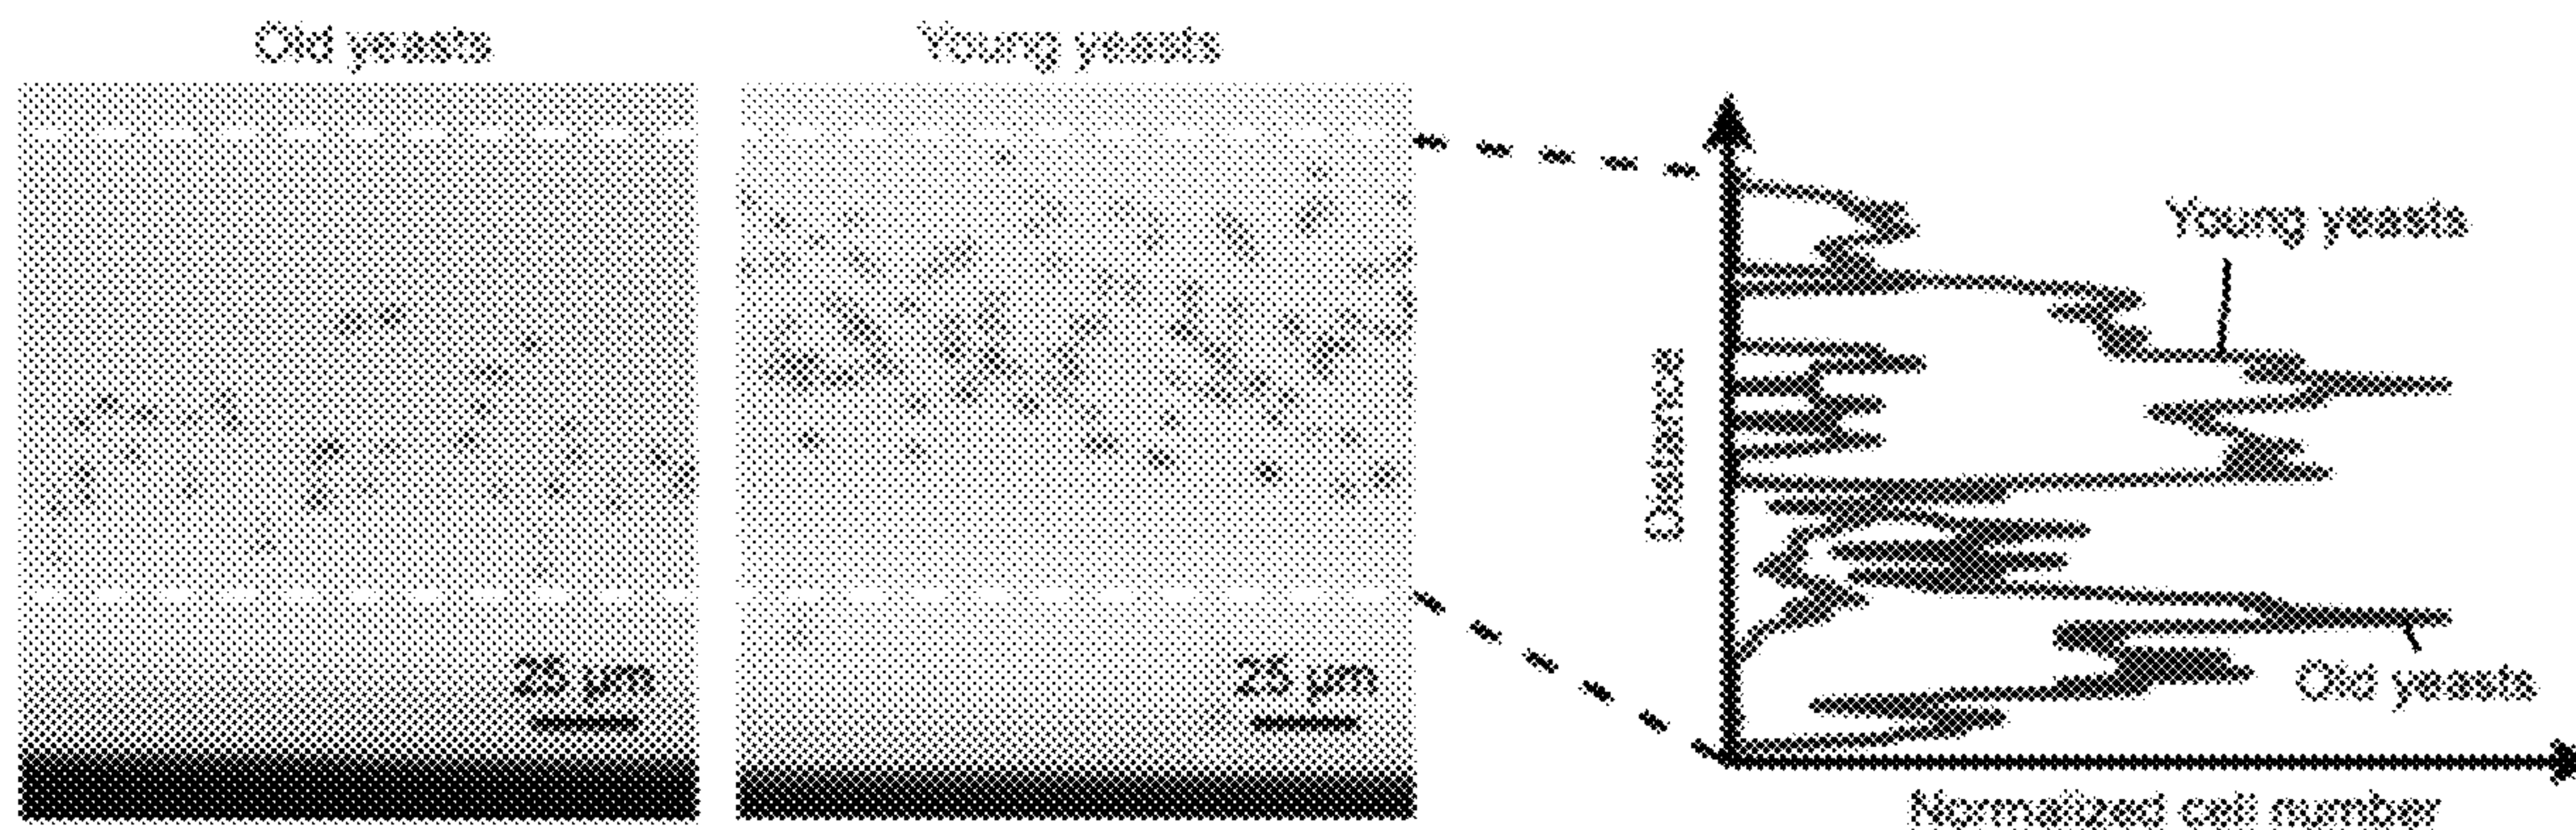 Old yeasts
Young yeasts
25 μm
25 μm
Distance
Young yeasts
Old yeasts
Normalized cell number